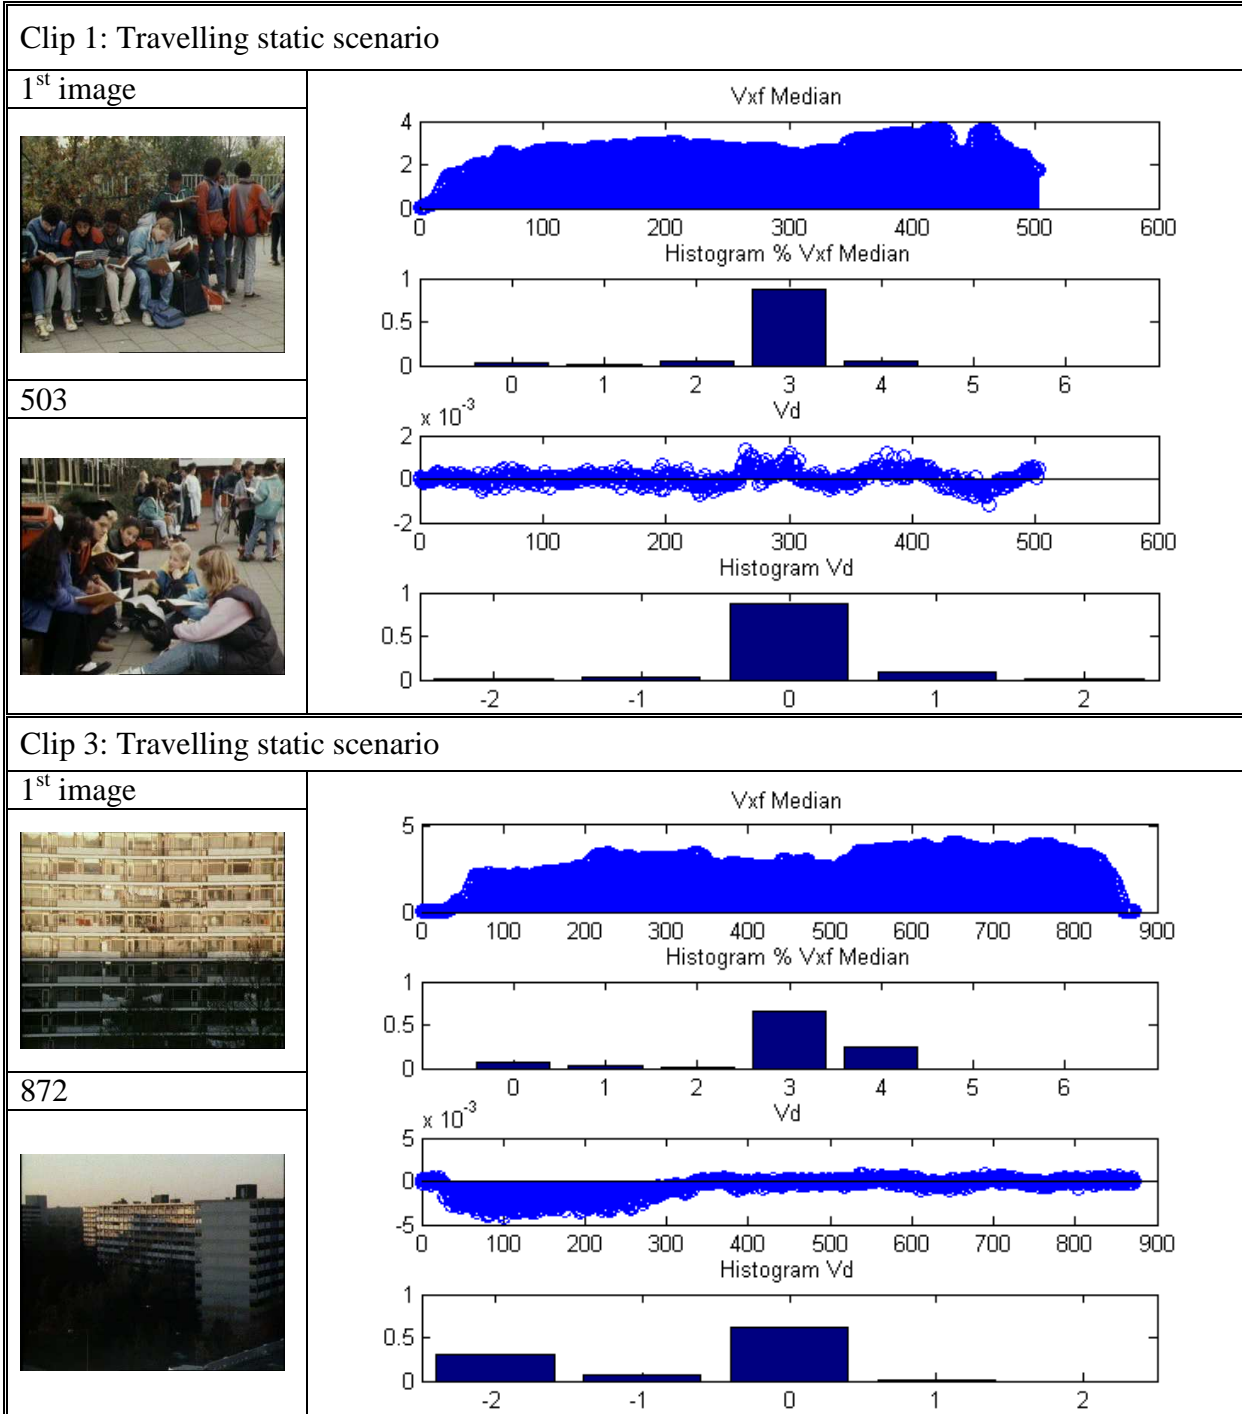 Clip 1: Travelling static scenario
1st image
503
Vxf Median
4
2
0
0 100 200 300 400 500 600
Histogram % Vxf Median
1
0.5
0
0 1 2 3 4 5 6
Vd
x 10-3
2
0
-2
0 100 200 300 400 500 600
Histogram Vd
1
0.5
0
-2 -1 0 1 2
Clip 3: Travelling static scenario
1st image
872
Vxf Median
5
0
0 100 200 300 400 500 600 700 800 900
Histogram % Vxf Median
1
0.5
0
0 1 2 3 4 5 6
Vd
x 10-3
5
0
-5
0 100 200 300 400 500 600 700 800 900
Histogram Vd
1
0.5
0
-2 -1 0 1 2